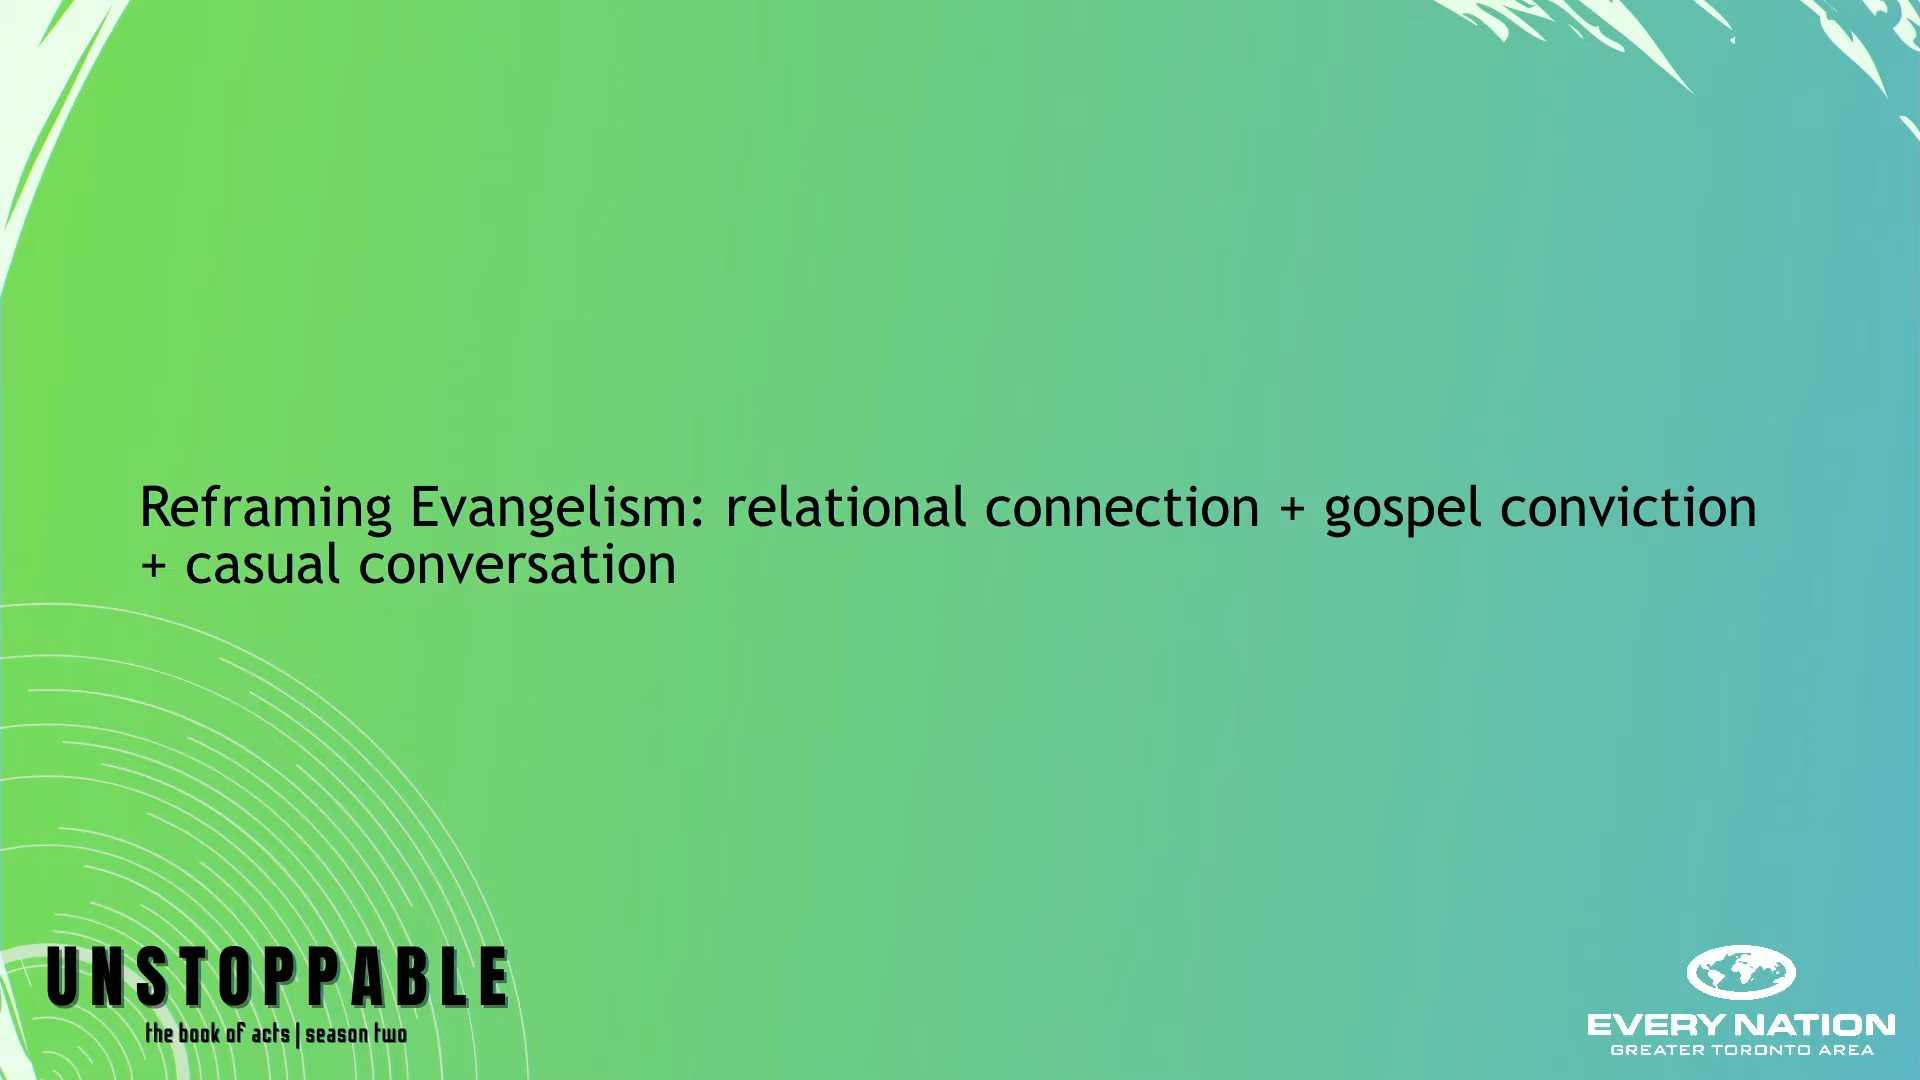 Reframing Evangelism: relational connection + gospel conviction
+ casual conversation
UNSTOPPABLE
the book of acts | season two
EVERY NATION
GREATER TORONTO AREA